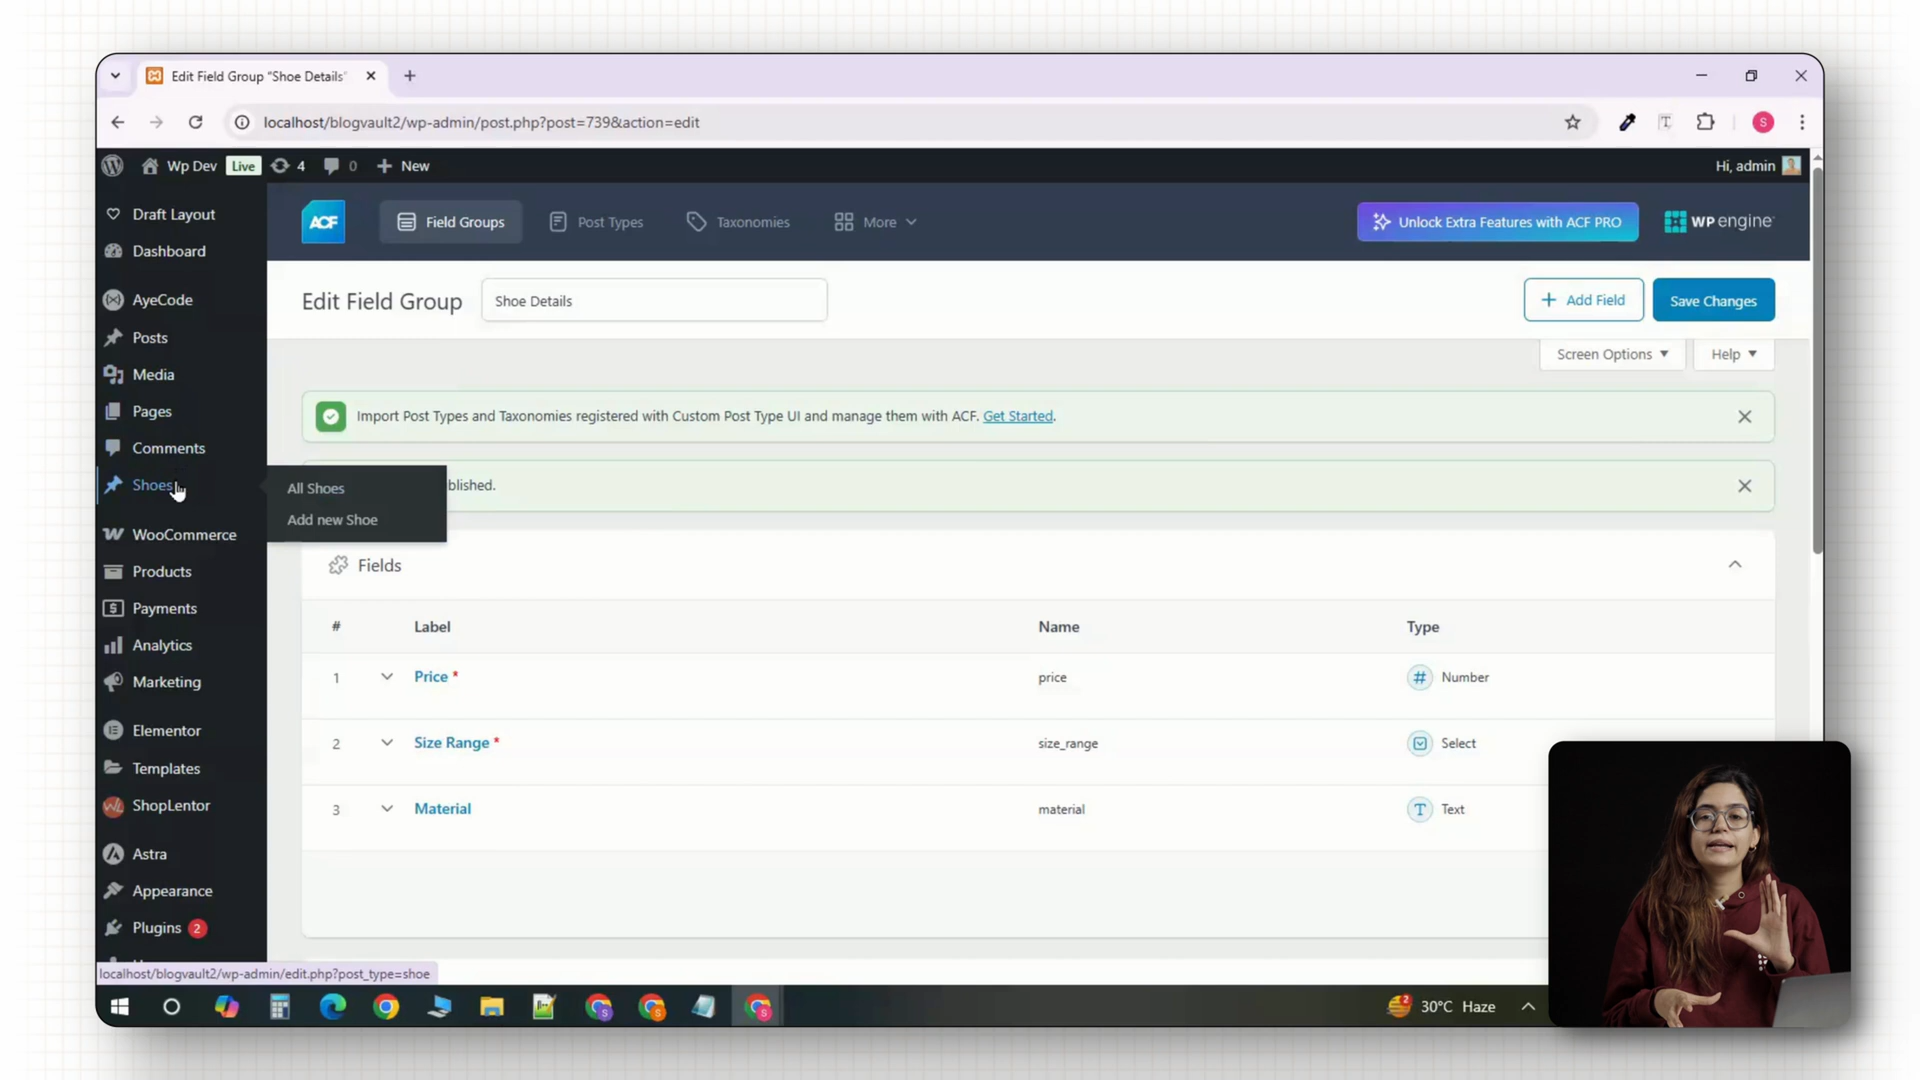 Edit Field Group "Shoe Details"
localhost/blogvault2/wp-admin/post.php?post=739&action=edit
S
Wp Dev Live 4 0 New
Hi, admin
Draft Layout
Dashboard
AyeCode
Posts
Media
Pages
Comments
Shoes
WooCommerce
Products
Payments
Analytics
Marketing
Elementor
Templates
ShopLentor
Astra
Appearance
Plugins 2
All Shoes
Add new Shoe
ACF
Field Groups
Post Types
Taxonomies
More
Unlock Extra Features with ACF PRO
WP engine
Edit Field Group
Shoe Details
+ Add Field
Save Changes
Screen Options
Help
Import Post Types and Taxonomies registered with Custom Post Type UI and manage them with ACF. Get Started.
blished.
Fields
# Label Name Type
1 Price * price Number
2 Size Range * size_range Select
3 Material material Text
localhost/blogvault2/wp-admin/edit.php?post_type=shoe
30°C Haze